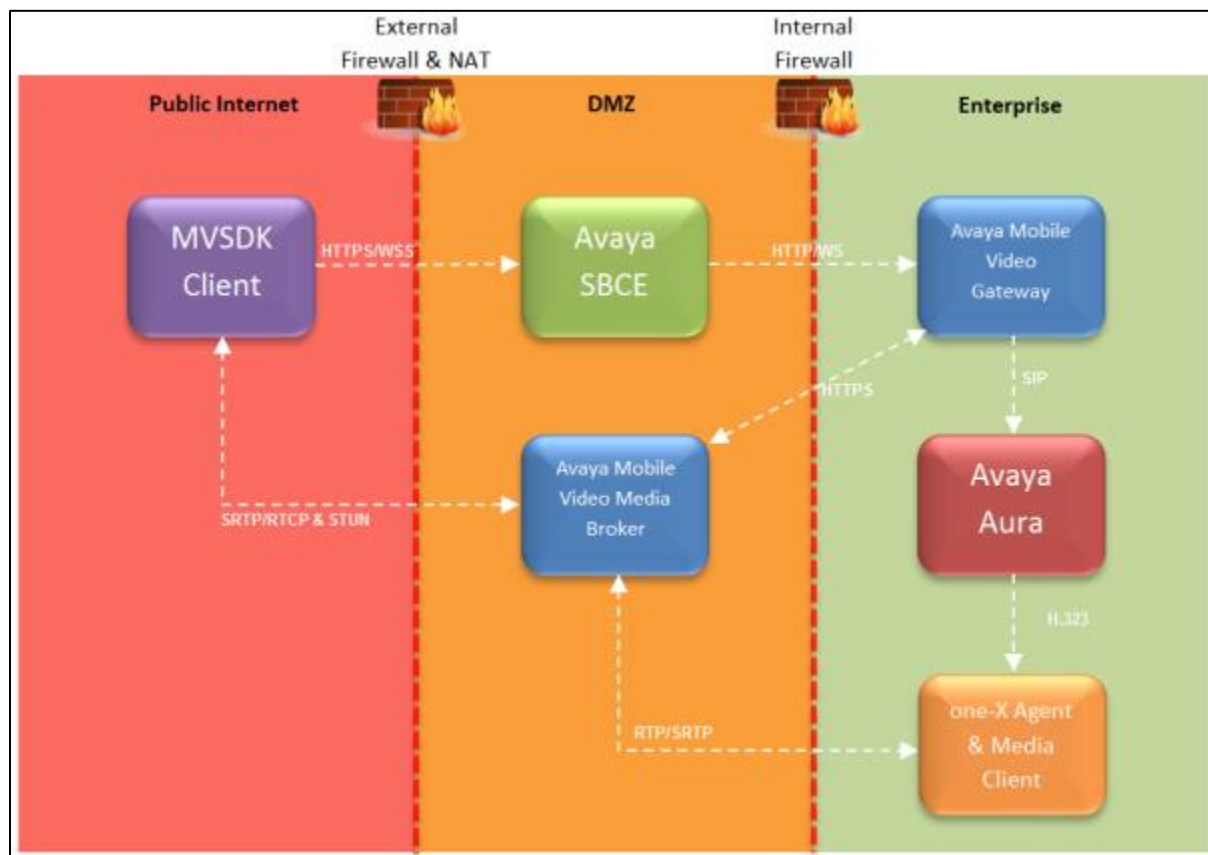 External
Firewall & NAT
Internal
Firewall
Public Internet
DMZ
Enterprise
MVSDK
Client
HTTPS/WSS
Avaya
SBCE
HTTP/WS
Avaya Mobile
Video
Gateway
HTTPS
SIP
Avaya Mobile
Video Media
Broker
Avaya
Aura
SRTP/RTCP & STUN
H.323
RTP/SRTP
one-X Agent
& Media
Client